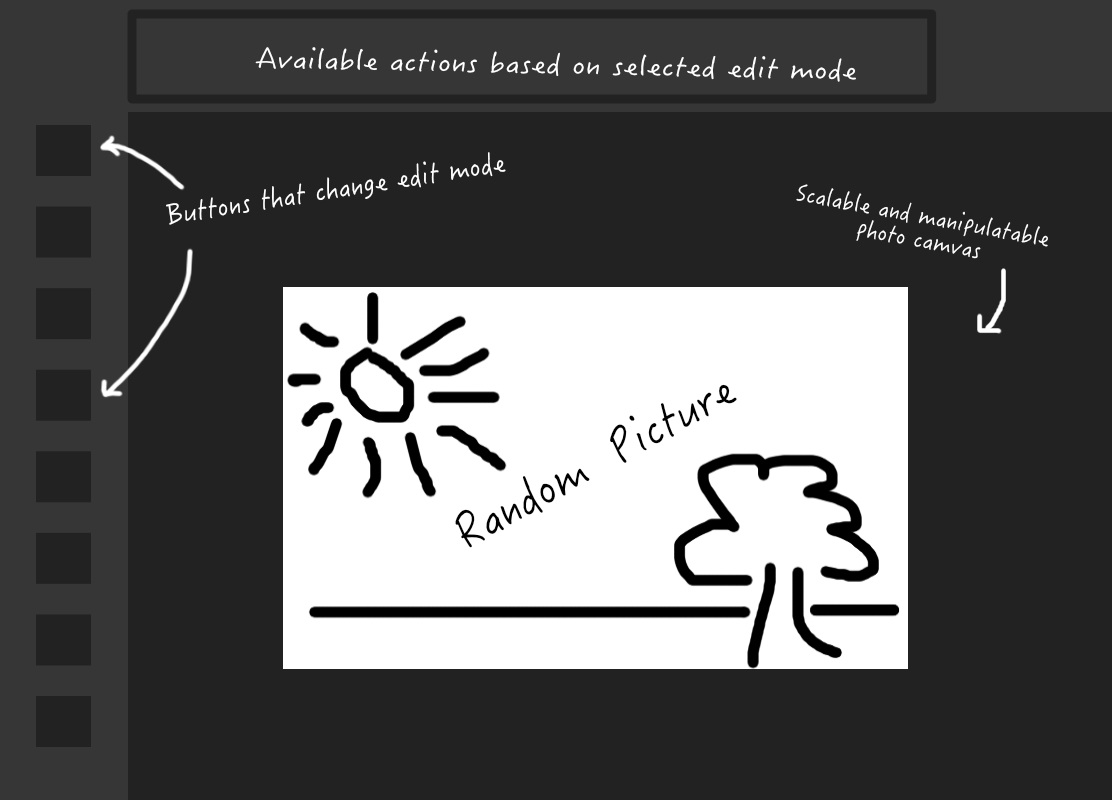 Available actions based on selected edit mode
Buttons that change edit mode
Scalable and manipulatable
photo camvas
Random Picture